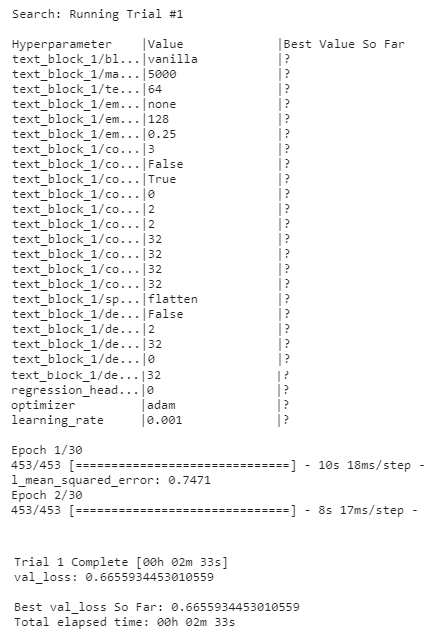 Search: Running Trial #1
Hyperparameter |Value |Best Value So Far
text_block_1/bl...|vanilla |?
text_block_1/ma...|5000 |?
text_block_1/te...|64 |?
text_block_1/em...|none |?
text_block_1/em...|128 |?
text_block_1/em...|0.25 |?
text_block_1/co...|3 |?
text_block_1/co...|False |?
text_block_1/co...|True |?
text_block_1/co...|0 |?
text_block_1/co...|2 |?
text_block_1/co...|2 |?
text_block_1/co...|32 |?
text_block_1/co...|32 |?
text_block_1/co...|32 |?
text_block_1/co...|32 |?
text_block_1/sp...|flatten |?
text_block_1/de...|False |?
text_block_1/de...|2 |?
text_block_1/de...|32 |?
text_block_1/de...|0 |?
text_block_1/de...|32 |?
regression_head...|0 |?
optimizer |adam |?
learning_rate |0.001 |?
Epoch 1/30
453/453 [==============================] - 10s 18ms/step -
l_mean_squared_error: 0.7471
Epoch 2/30
453/453 [==============================] - 8s 17ms/step -
Trial 1 Complete [00h 02m 33s]
val_loss: 0.6655934453010559
Best val_loss So Far: 0.6655934453010559
Total elapsed time: 00h 02m 33s